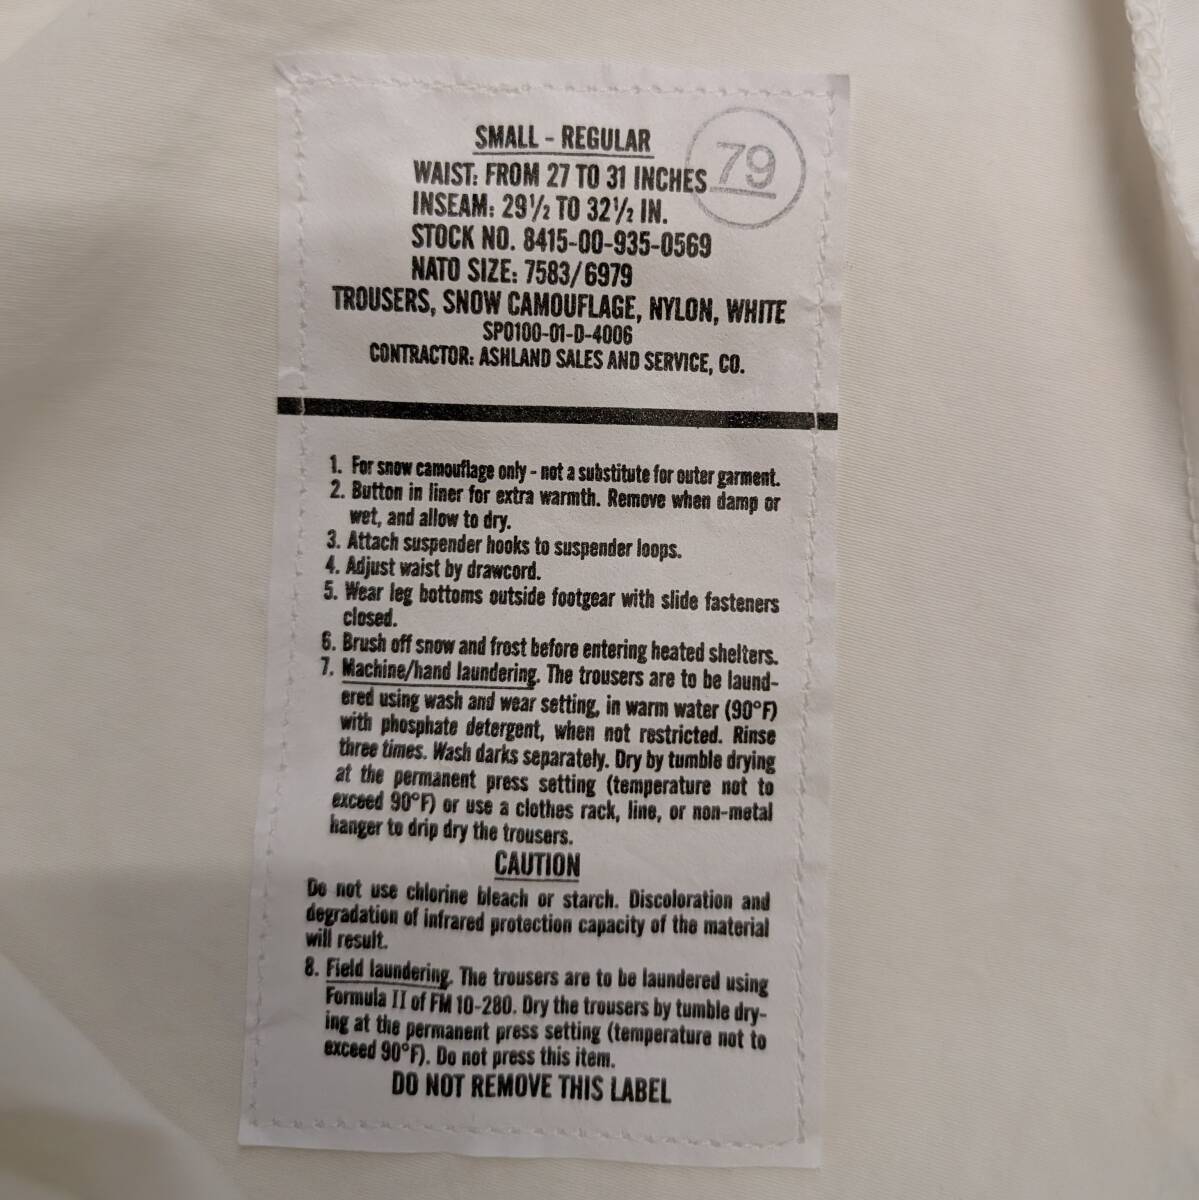 SMALL - REGULAR
79
WAIST: FROM 27 TO 31 INCHES
INSEAM: 29½ TO 32½ IN.
STOCK NO. 8415-00-935-0569
NATO SIZE: 7583/6979
TROUSERS, SNOW CAMOUFLAGE, NYLON, WHITE
SP0100-01-D-4006
CONTRACTOR: ASHLAND SALES AND SERVICE, CO.
1. For snow camouflage only - not a substitute for outer garment.
2. Button in liner for extra warmth. Remove when damp or
wet, and allow to dry.
3. Attach suspender hooks to suspender loops.
4. Adjust waist by drawcord.
5. Wear leg bottoms outside footgear with slide fasteners
closed.
6. Brush off snow and frost before entering heated shelters.
7. Machine/hand laundering. The trousers are to be laund-
ered using wash and wear setting, in warm water (90°F)
with phosphate detergent, when not restricted. Rinse
three times. Wash darks separately. Dry by tumble drying
at the permanent press setting (temperature not to
exceed 90°F) or use a clothes rack, line, or non-metal
hanger to drip dry the trousers.
CAUTION
Do not use chlorine bleach or starch. Discoloration and
degradation of infrared protection capacity of the material
will result.
8. Field laundering. The trousers are to be laundered using
Formula II of FM 10-280. Dry the trousers by tumble dry-
ing at the permanent press setting (temperature not to
exceed 90°F). Do not press this item.
DO NOT REMOVE THIS LABEL